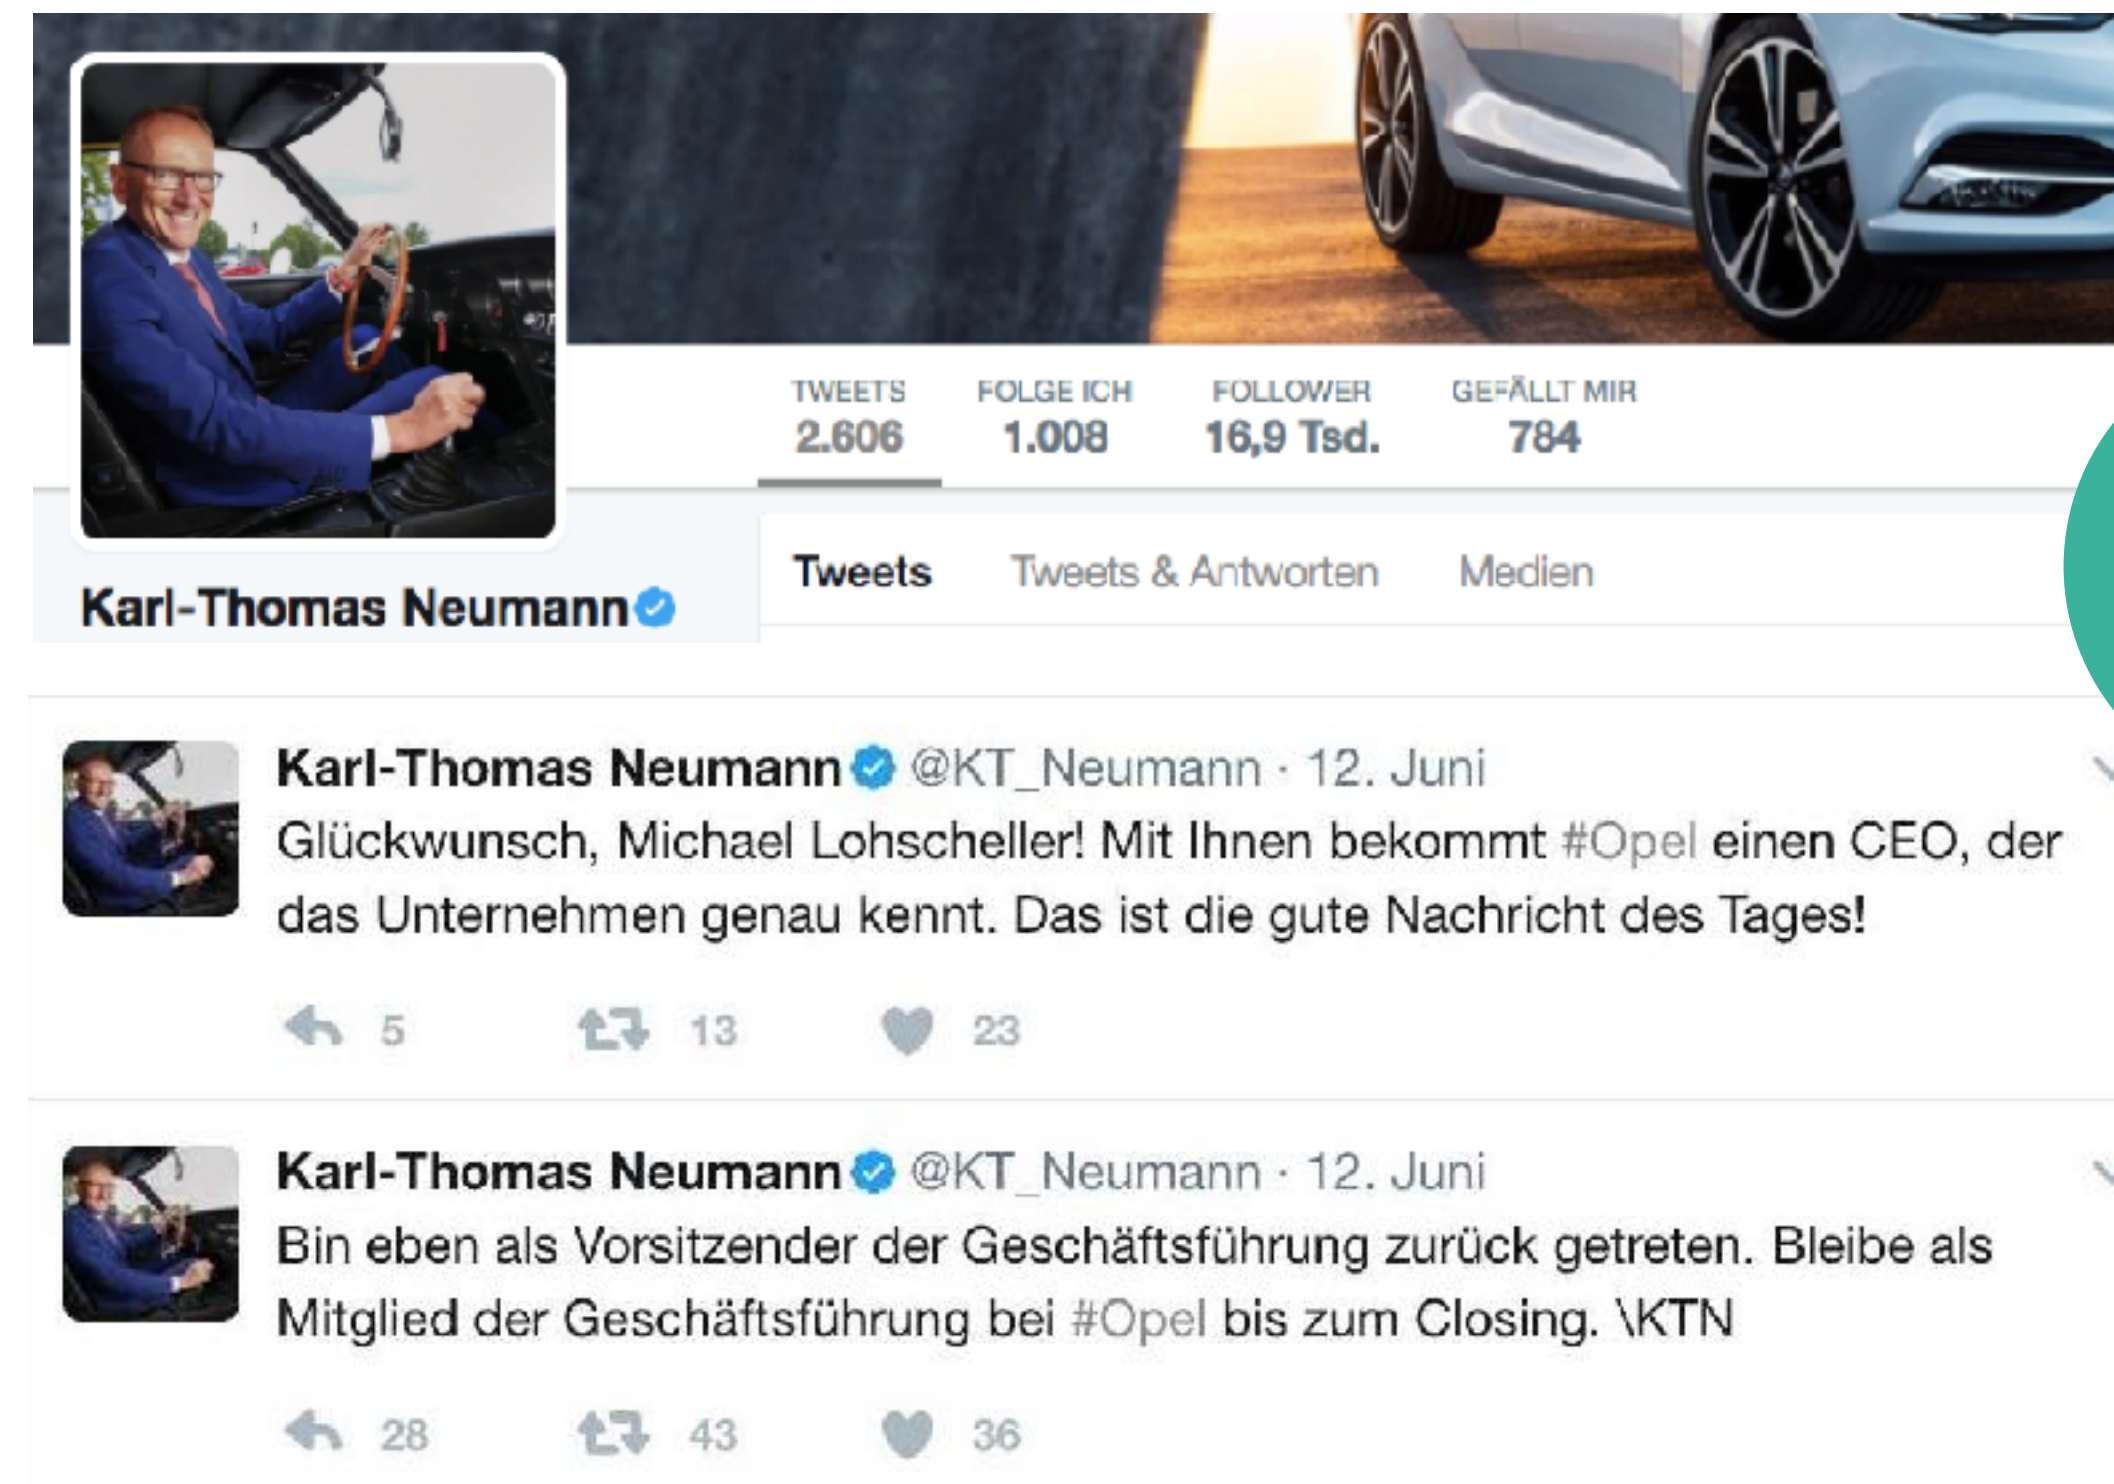 TWEETS FOLGE ICH FOLLOWER GEFÄLLT MIR
2.606 1.008 16,9 Tsd. 784
Tweets Tweets & Antworten Medien
Karl-Thomas Neumann
Karl-Thomas Neumann @KT_Neumann · 12. Juni
Glückwunsch, Michael Lohscheller! Mit Ihnen bekommt #Opel einen CEO, der
das Unternehmen genau kennt. Das ist die gute Nachricht des Tages!
5 13 23
Karl-Thomas Neumann @KT_Neumann · 12. Juni
Bin eben als Vorsitzender der Geschäftsführung zurück getreten. Bleibe als
Mitglied der Geschäftsführung bei #Opel bis zum Closing. \KTN
28 43 36